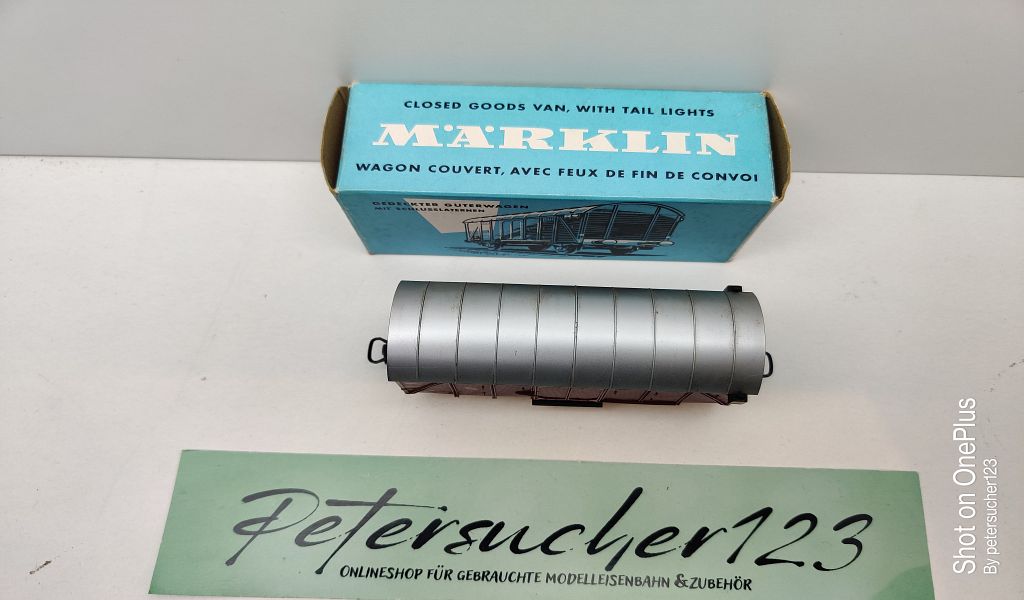 CLOSED GOODS VAN, WITH TAIL LIGHTS
MÄRKLIN
WAGON COUVERT, AVEC FEUX DE FIN DE CONVOI
GEDECKTER GÜTERWAGEN
MIT SCHLUSSLATERNEN
Petersucher123
ONLINESHOP FÜR GEBRAUCHTE MODELLEISENBAHN & ZUBEHÖR
Shot on OnePlus
By petersucher123